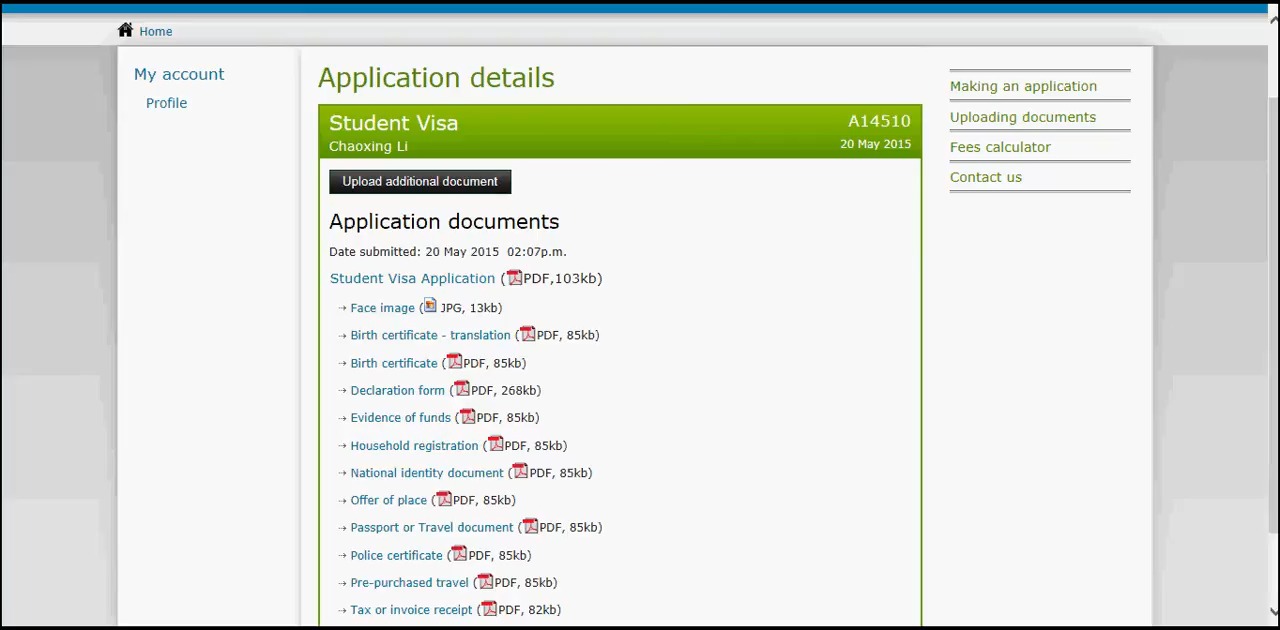 Home
My account
Profile
Application details
Student Visa
A14510
Chaoxing Li
20 May 2015
Upload additional document
Application documents
Date submitted: 20 May 2015 02:07p.m.
Student Visa Application (PDF,103kb)
→ Face image (JPG, 13kb)
→ Birth certificate - translation (PDF, 85kb)
→ Birth certificate (PDF, 85kb)
→ Declaration form (PDF, 268kb)
→ Evidence of funds (PDF, 85kb)
→ Household registration (PDF, 85kb)
→ National identity document (PDF, 85kb)
→ Offer of place (PDF, 85kb)
→ Passport or Travel document (PDF, 85kb)
→ Police certificate (PDF, 85kb)
→ Pre-purchased travel (PDF, 85kb)
→ Tax or invoice receipt (PDF, 82kb)
Making an application
Uploading documents
Fees calculator
Contact us